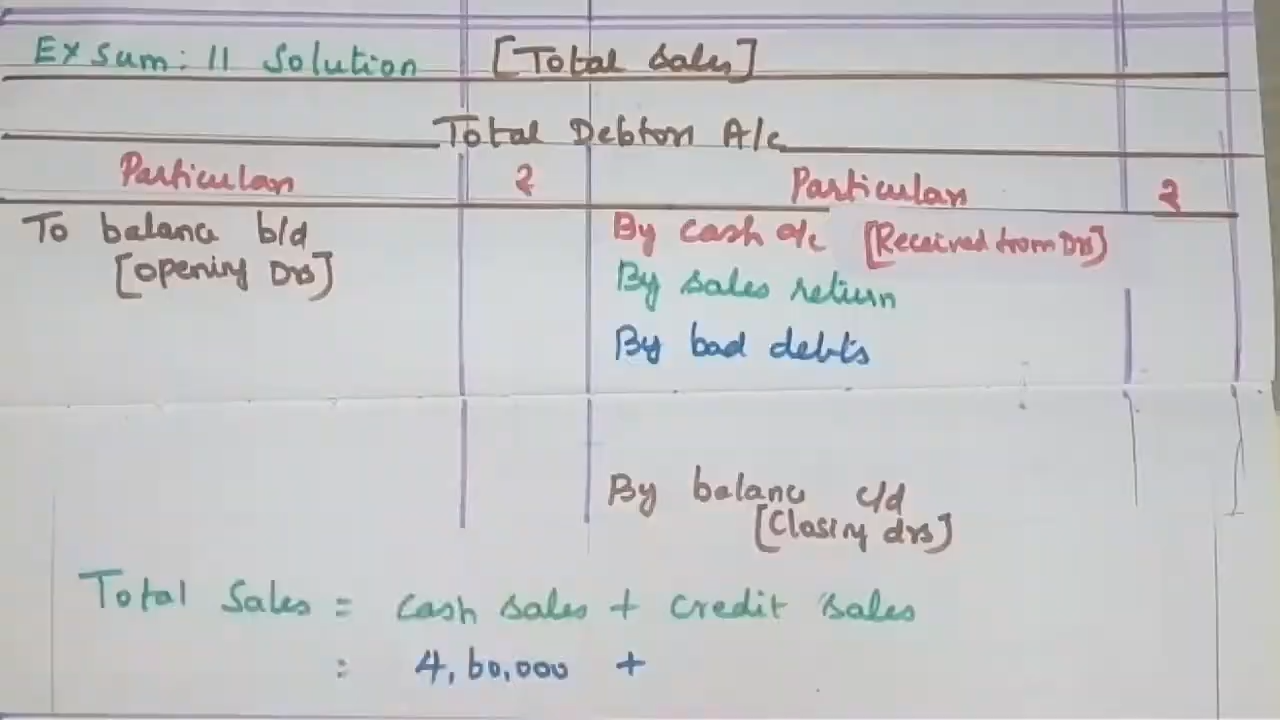 Ex sum: 11 Solution [Total Sales]
Total Debtors A/c
Particulars ₹ Particulars ₹
To balance b/d By cash a/c [Received from Drs]
[Opening Drs] By sales return
By bad debts
By balance c/d
[Closing drs]
Total Sales = cash sales + credit sales
= 4,60,000 +